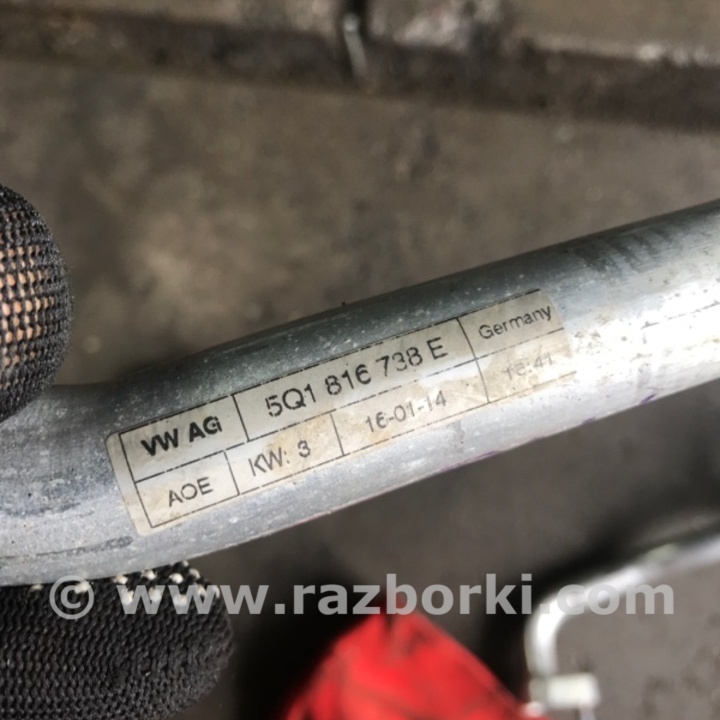 VW AG 5Q1 816 738 E Germany
AOE KW: 3 16-01-14 16:41
© www.razborki.com